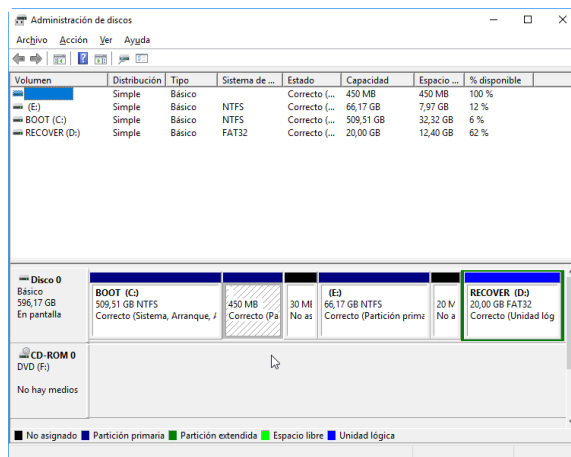 Administración de discos
Archivo Acción Ver Ayuda
Volumen Distribución Tipo Sistema de ... Estado Capacidad Espacio ... % disponible
Simple Básico Correcto (... 450 MB 450 MB 100 %
(E:) Simple Básico NTFS Correcto (... 66,17 GB 7,97 GB 12 %
BOOT (C:) Simple Básico NTFS Correcto (... 509,51 GB 32,32 GB 6 %
RECOVER (D:) Simple Básico FAT32 Correcto (... 20,00 GB 12,40 GB 62 %
Disco 0
Básico
596,17 GB
En pantalla
BOOT (C:)
509,51 GB NTFS
Correcto (Sistema, Arranque,
450 MB
Correcto (Pa
30 MB
No as
(E:)
66,17 GB NTFS
Correcto (Partición prima
20 M
No a
RECOVER (D:)
20,00 GB FAT32
Correcto (Unidad lóg
CD-ROM 0
DVD (F:)
No hay medios
No asignado Partición primaria Partición extendida Espacio libre Unidad lógica